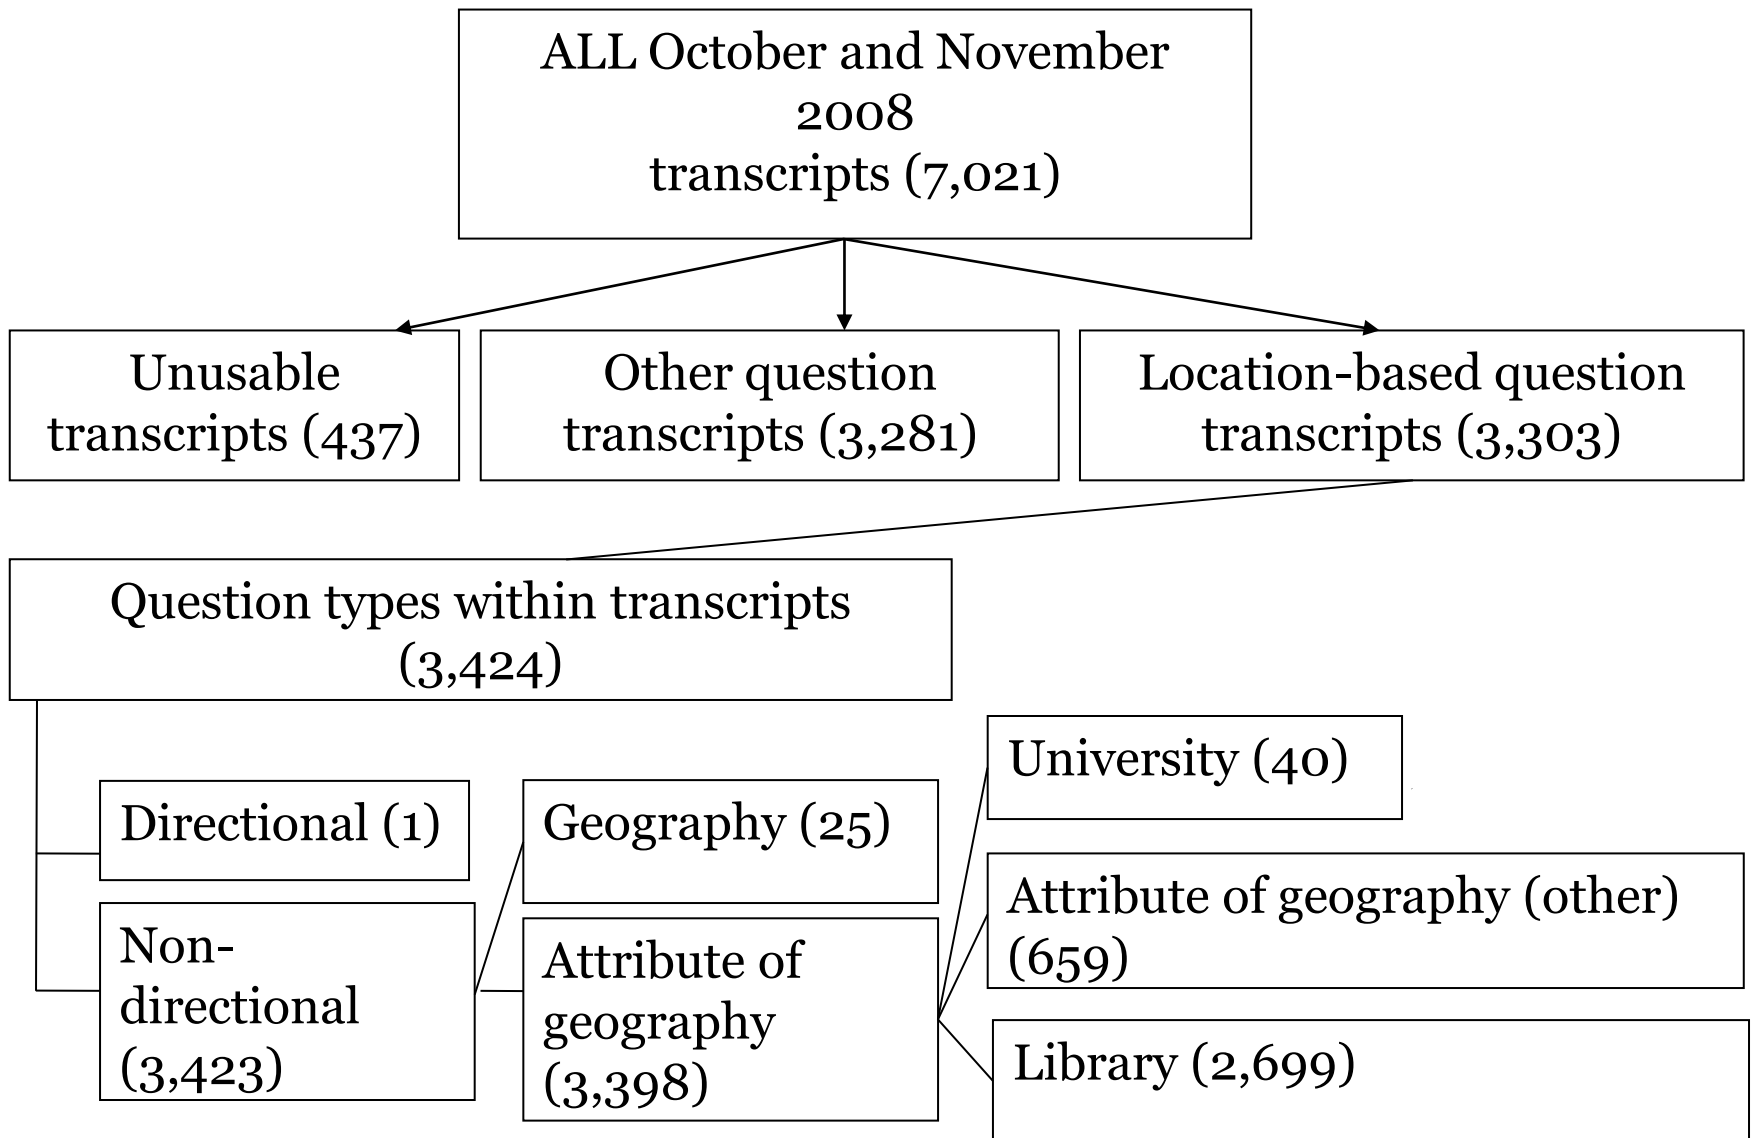 ALL October and November
2008
transcripts (7,021)
Unusable
transcripts (437)
Other question
transcripts (3,281)
Location-based question
transcripts (3,303)
Question types within transcripts
(3,424)
Directional (1)
Non-
directional
(3,423)
Geography (25)
Attribute of
geography
(3,398)
University (40)
Attribute of geography (other)
(659)
Library (2,699)